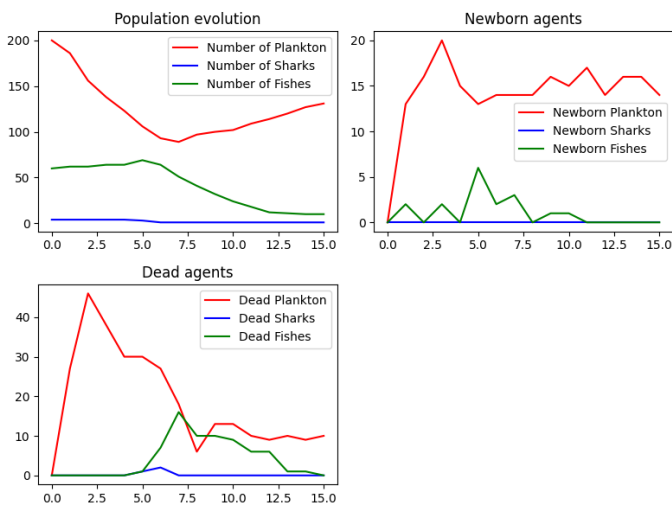 Population evolution
200
150
100
50
0
Number of Plankton
Number of Sharks
Number of Fishes
0.0 2.5 5.0 7.5 10.0 12.5 15.0
Newborn agents
20
15
10
5
0
Newborn Plankton
Newborn Sharks
Newborn Fishes
0.0 2.5 5.0 7.5 10.0 12.5 15.0
Dead agents
40
30
20
10
0
Dead Plankton
Dead Sharks
Dead Fishes
0.0 2.5 5.0 7.5 10.0 12.5 15.0